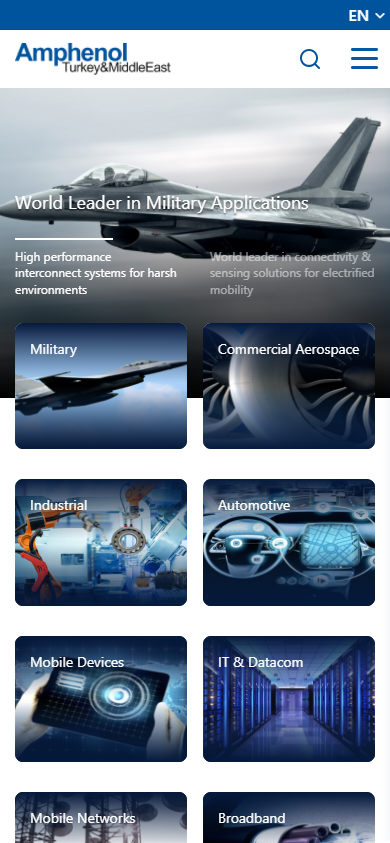 EN
Amphenol
Turkey&MiddleEast
World Leader in Military Applications
High performance
interconnect systems for harsh
environments
World leader in connectivity &
sensing solutions for electrified
mobility
Military
Commercial Aerospace
Industrial
Automotive
Mobile Devices
IT & Datacom
Mobile Networks
Broadband